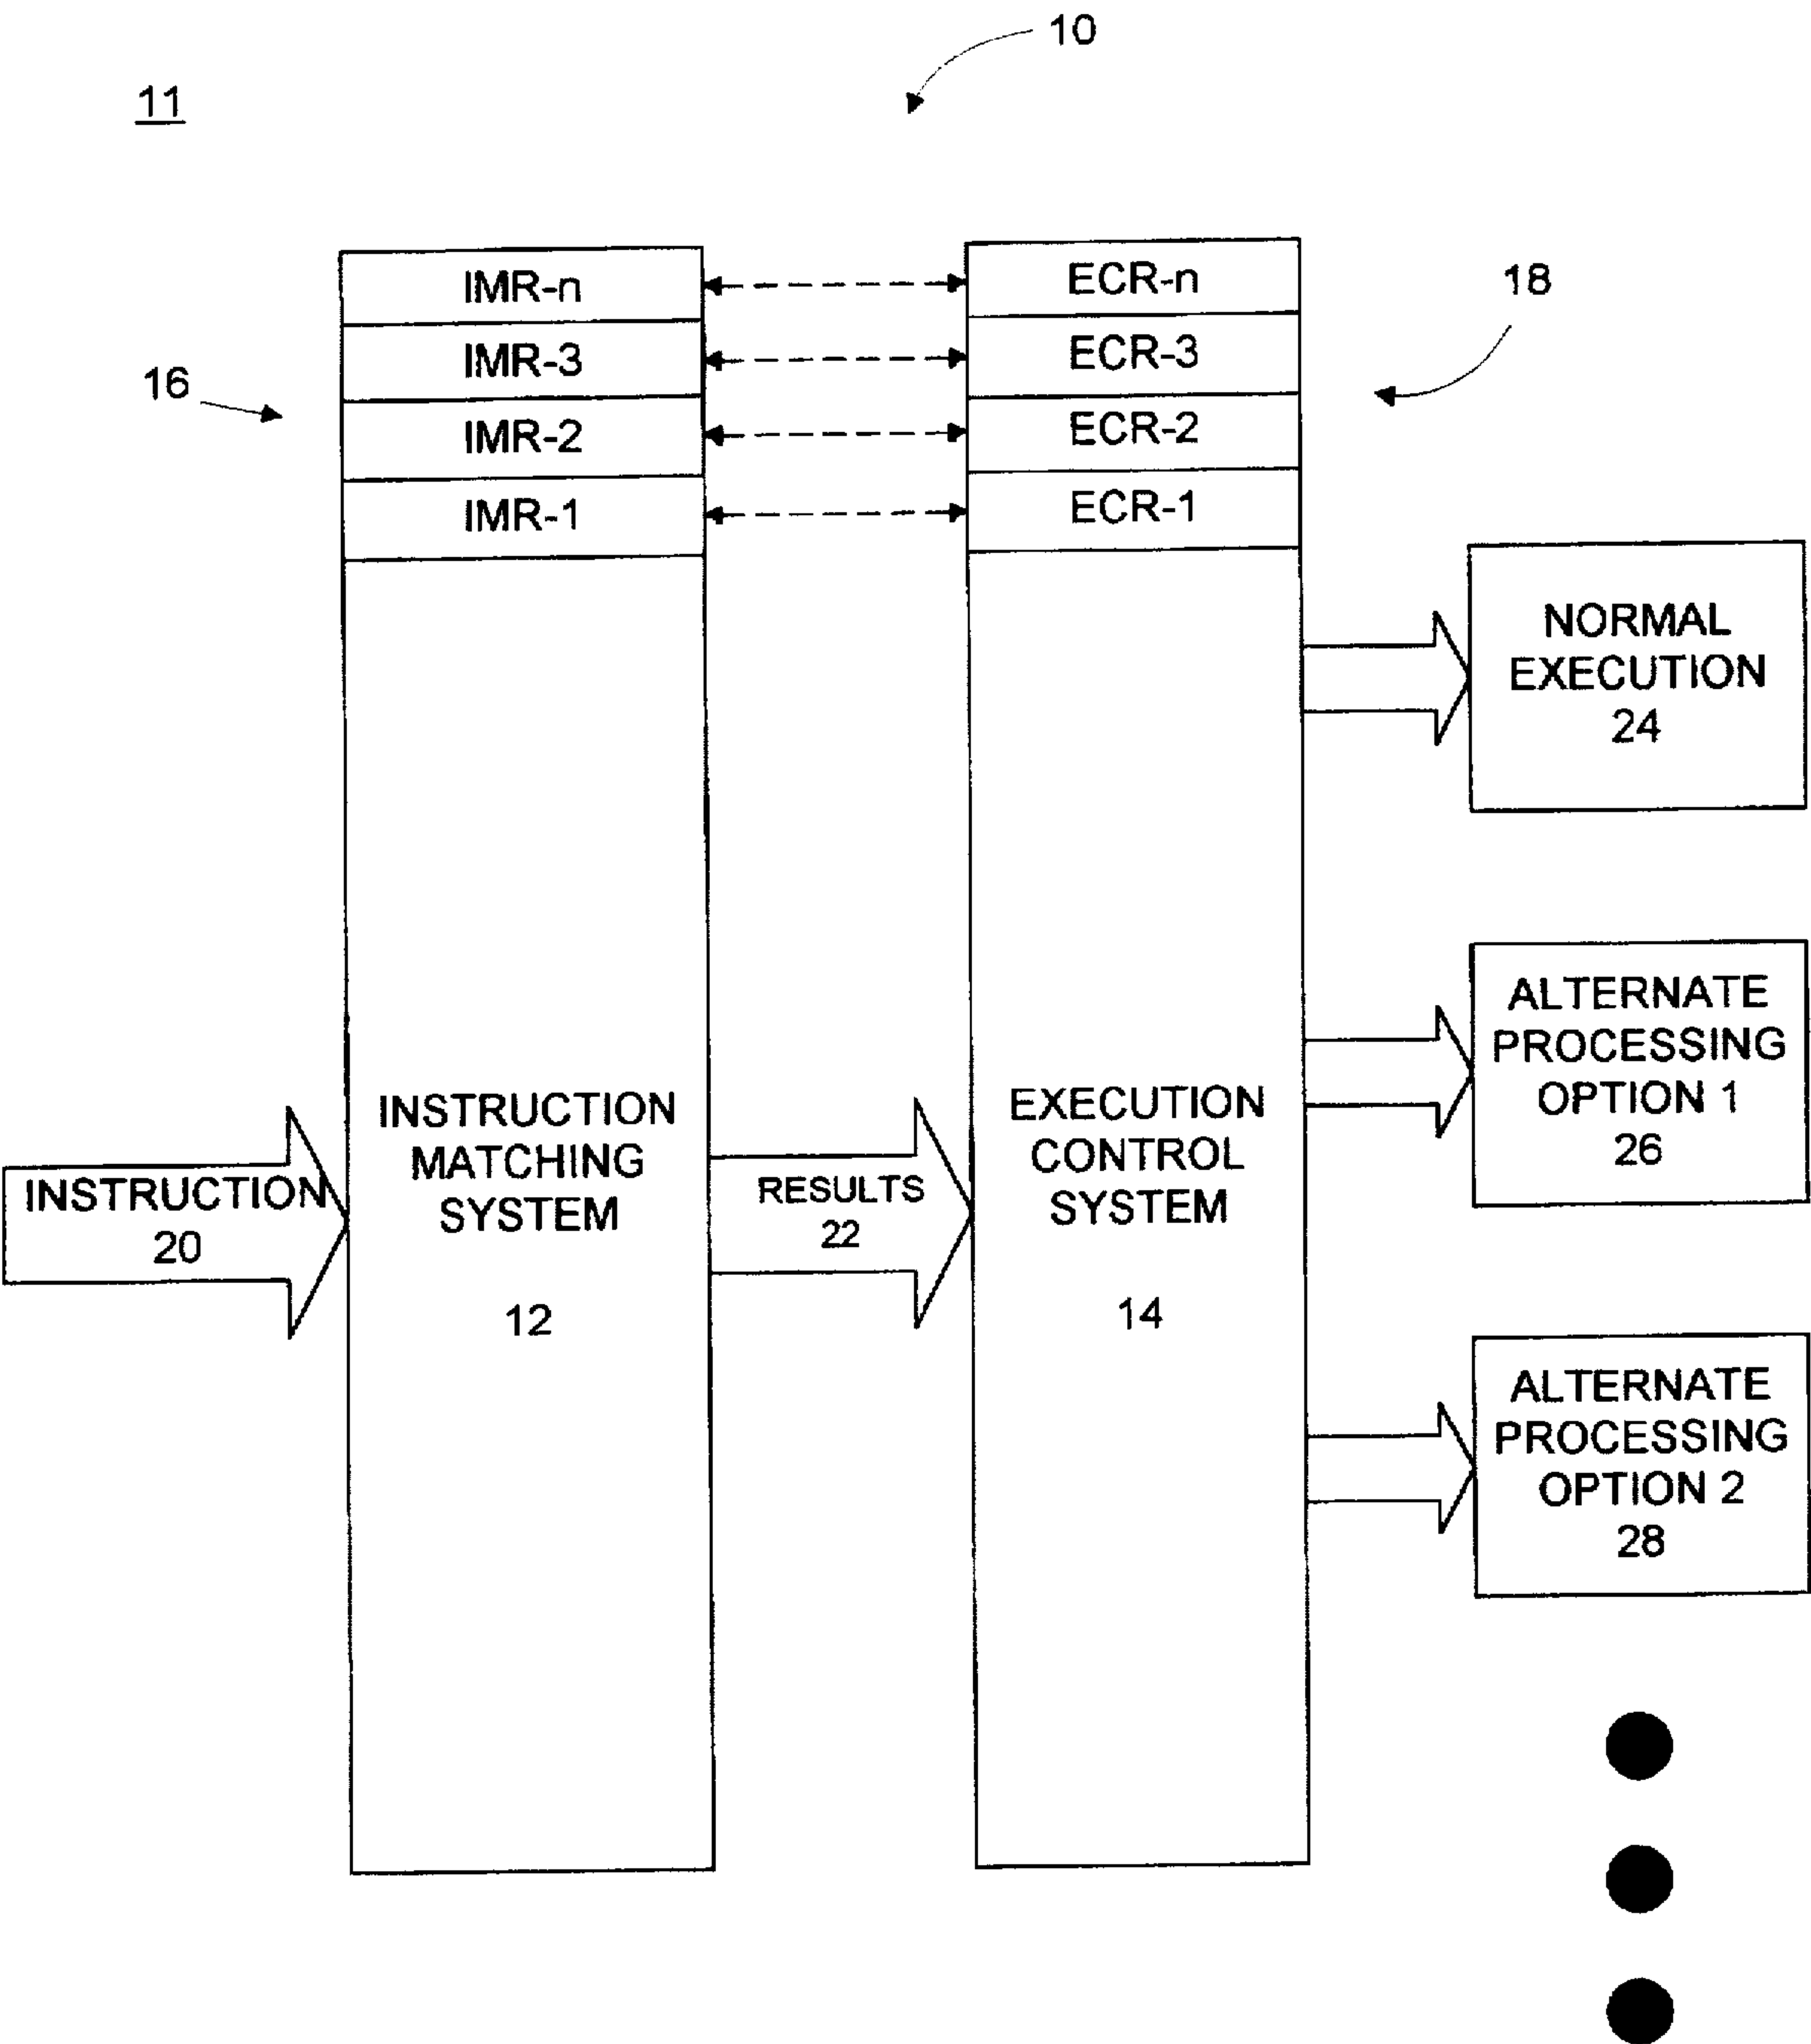 10
11
IMR-n
ECR-n
18
IMR-3
ECR-3
16
IMR-2
ECR-2
IMR-1
ECR-1
NORMAL
EXECUTION
24
ALTERNATE
PROCESSING
OPTION 1
26
INSTRUCTION
20
INSTRUCTION
MATCHING
SYSTEM
12
RESULTS
22
EXECUTION
CONTROL
SYSTEM
14
ALTERNATE
PROCESSING
OPTION 2
28